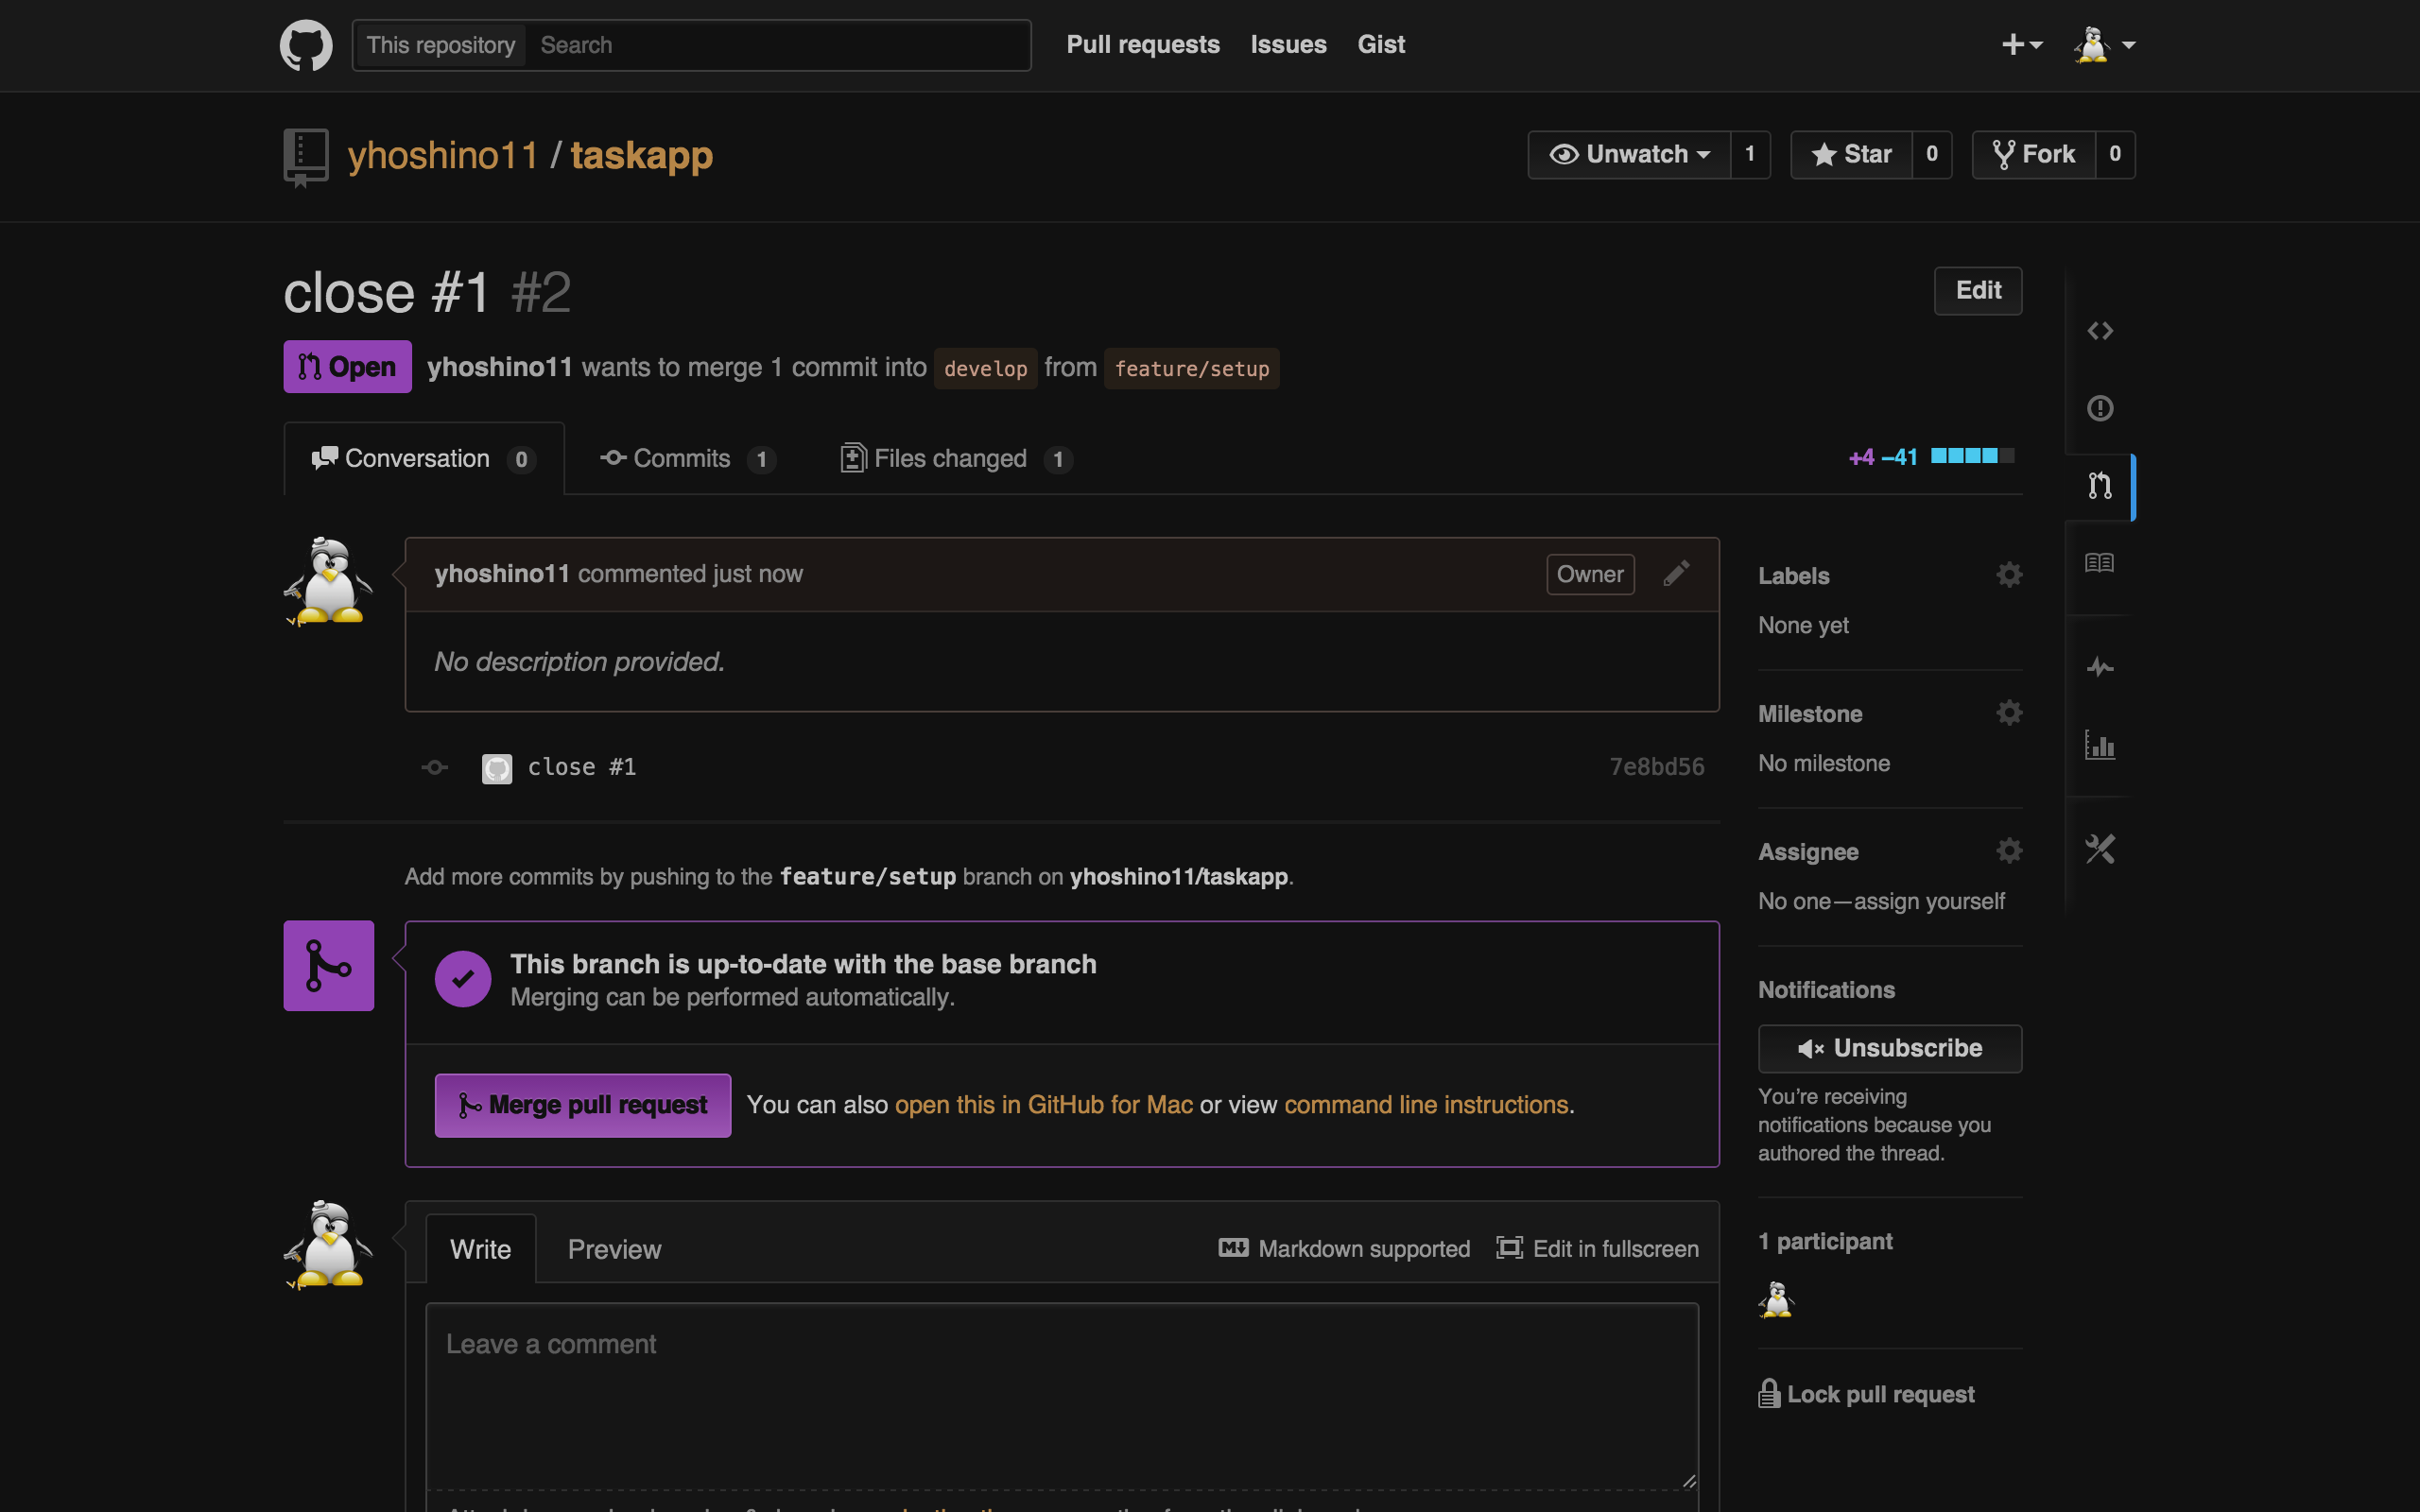 This repository Search Pull requests Issues Gist
yhoshino11 / taskapp Unwatch 1 Star 0 Fork 0
close #1 #2 Edit
Open yhoshino11 wants to merge 1 commit into develop from feature/setup
Conversation 0 Commits 1 Files changed 1 +4 −41
yhoshino11 commented just now Owner
No description provided.
close #1 7e8bd56
Add more commits by pushing to the feature/setup branch on yhoshino11/taskapp.
This branch is up-to-date with the base branch
Merging can be performed automatically.
Merge pull request You can also open this in GitHub for Mac or view command line instructions.
Write Preview Markdown supported Edit in fullscreen
Leave a comment
Labels
None yet
Milestone
No milestone
Assignee
No one—assign yourself
Notifications
Unsubscribe
You’re receiving
notifications because you
authored the thread.
1 participant
Lock pull request